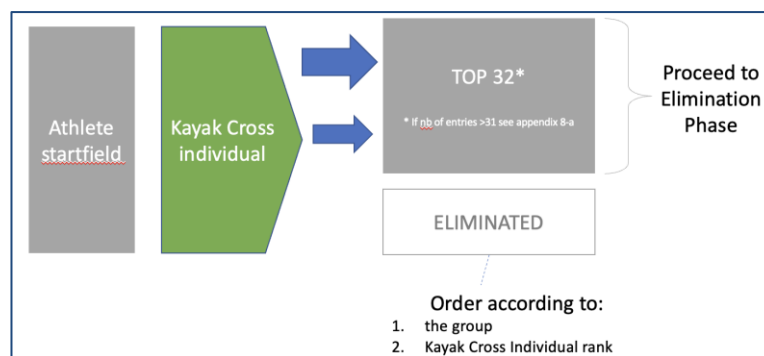 Athlete
startfield
Kayak Cross
individual
TOP 32*
* If nb of entries >31 see appendix 8-a
Proceed to
Elimination
Phase
ELIMINATED
Order according to:
1. the group
2. Kayak Cross Individual rank